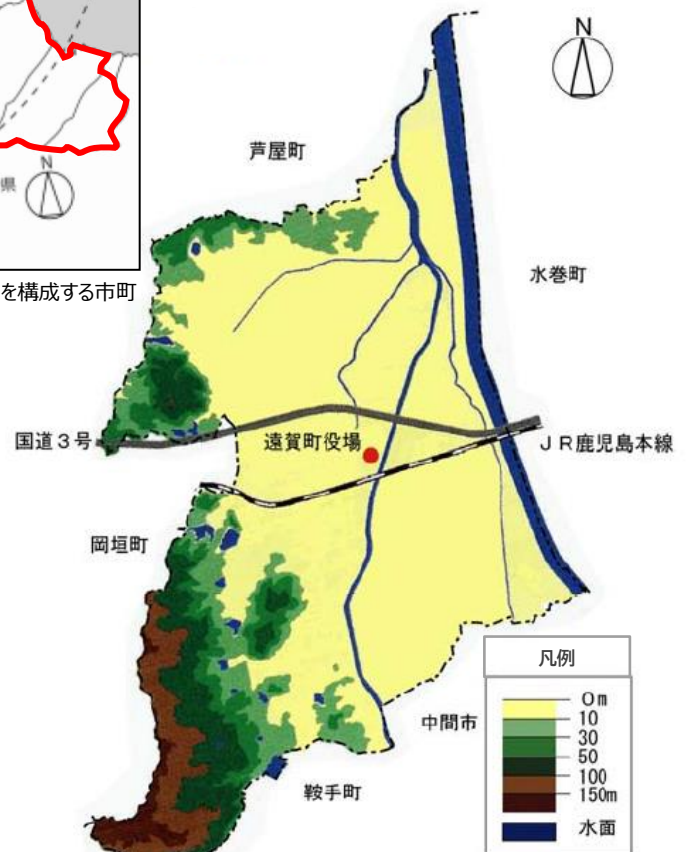 N
県
N
を構成する市町
芦屋町
水巻町
国道３号
遠賀町役場
ＪＲ鹿児島本線
岡垣町
中間市
鞍手町
凡例
0m
10
30
50
100
150m
水面